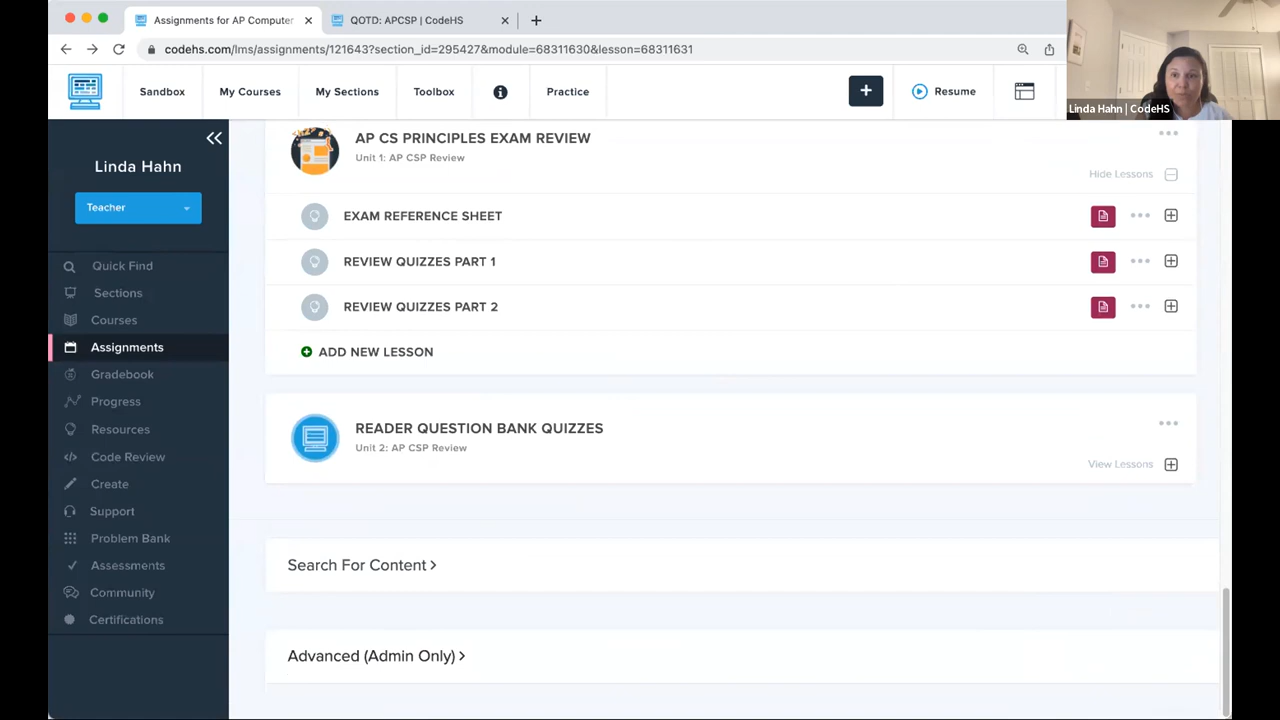 Assignments for AP Computer
QOTD: APCSP | CodeHS
codehs.com/lms/assignments/121643?section_id=295427&module=68311630&lesson=68311631
Sandbox
My Courses
My Sections
Toolbox
Practice
Resume
Linda Hahn | CodeHS
Linda Hahn
Teacher
Quick Find
Sections
Courses
Assignments
Gradebook
Progress
Resources
Code Review
Create
Support
Problem Bank
Assessments
Community
Certifications
AP CS PRINCIPLES EXAM REVIEW
Unit 1: AP CSP Review
Hide Lessons
EXAM REFERENCE SHEET
REVIEW QUIZZES PART 1
REVIEW QUIZZES PART 2
ADD NEW LESSON
READER QUESTION BANK QUIZZES
Unit 2: AP CSP Review
View Lessons
Search For Content >
Advanced (Admin Only) >